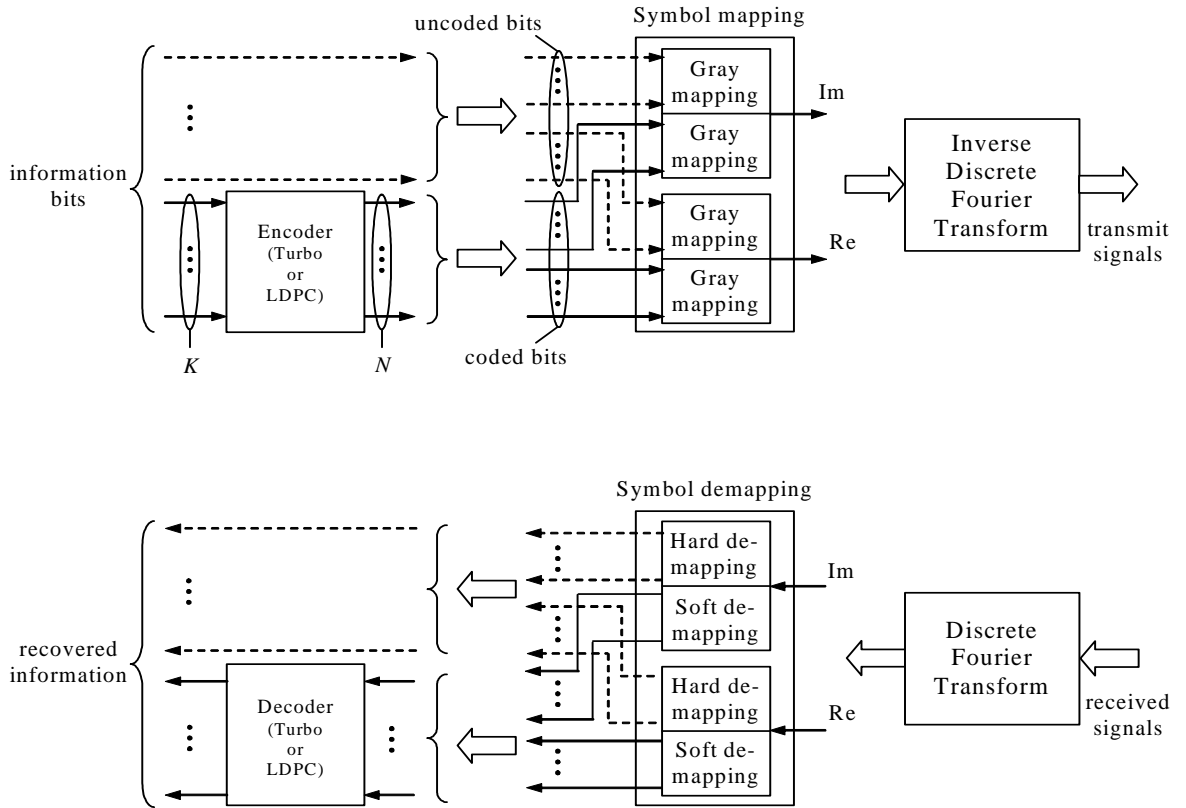 uncoded bits
Symbol mapping
Gray
mapping
Gray
mapping
Im
information
bits
Encoder
(Turbo
or
LDPC)
Gray
mapping
Gray
mapping
Re
Inverse
Discrete
Fourier
Transform
transmit
signals
K
N
coded bits
Symbol demapping
Hard de-
mapping
Soft de-
mapping
Im
recovered
information
Decoder
(Turbo
or
LDPC)
Hard de-
mapping
Soft de-
mapping
Re
Discrete
Fourier
Transform
received
signals